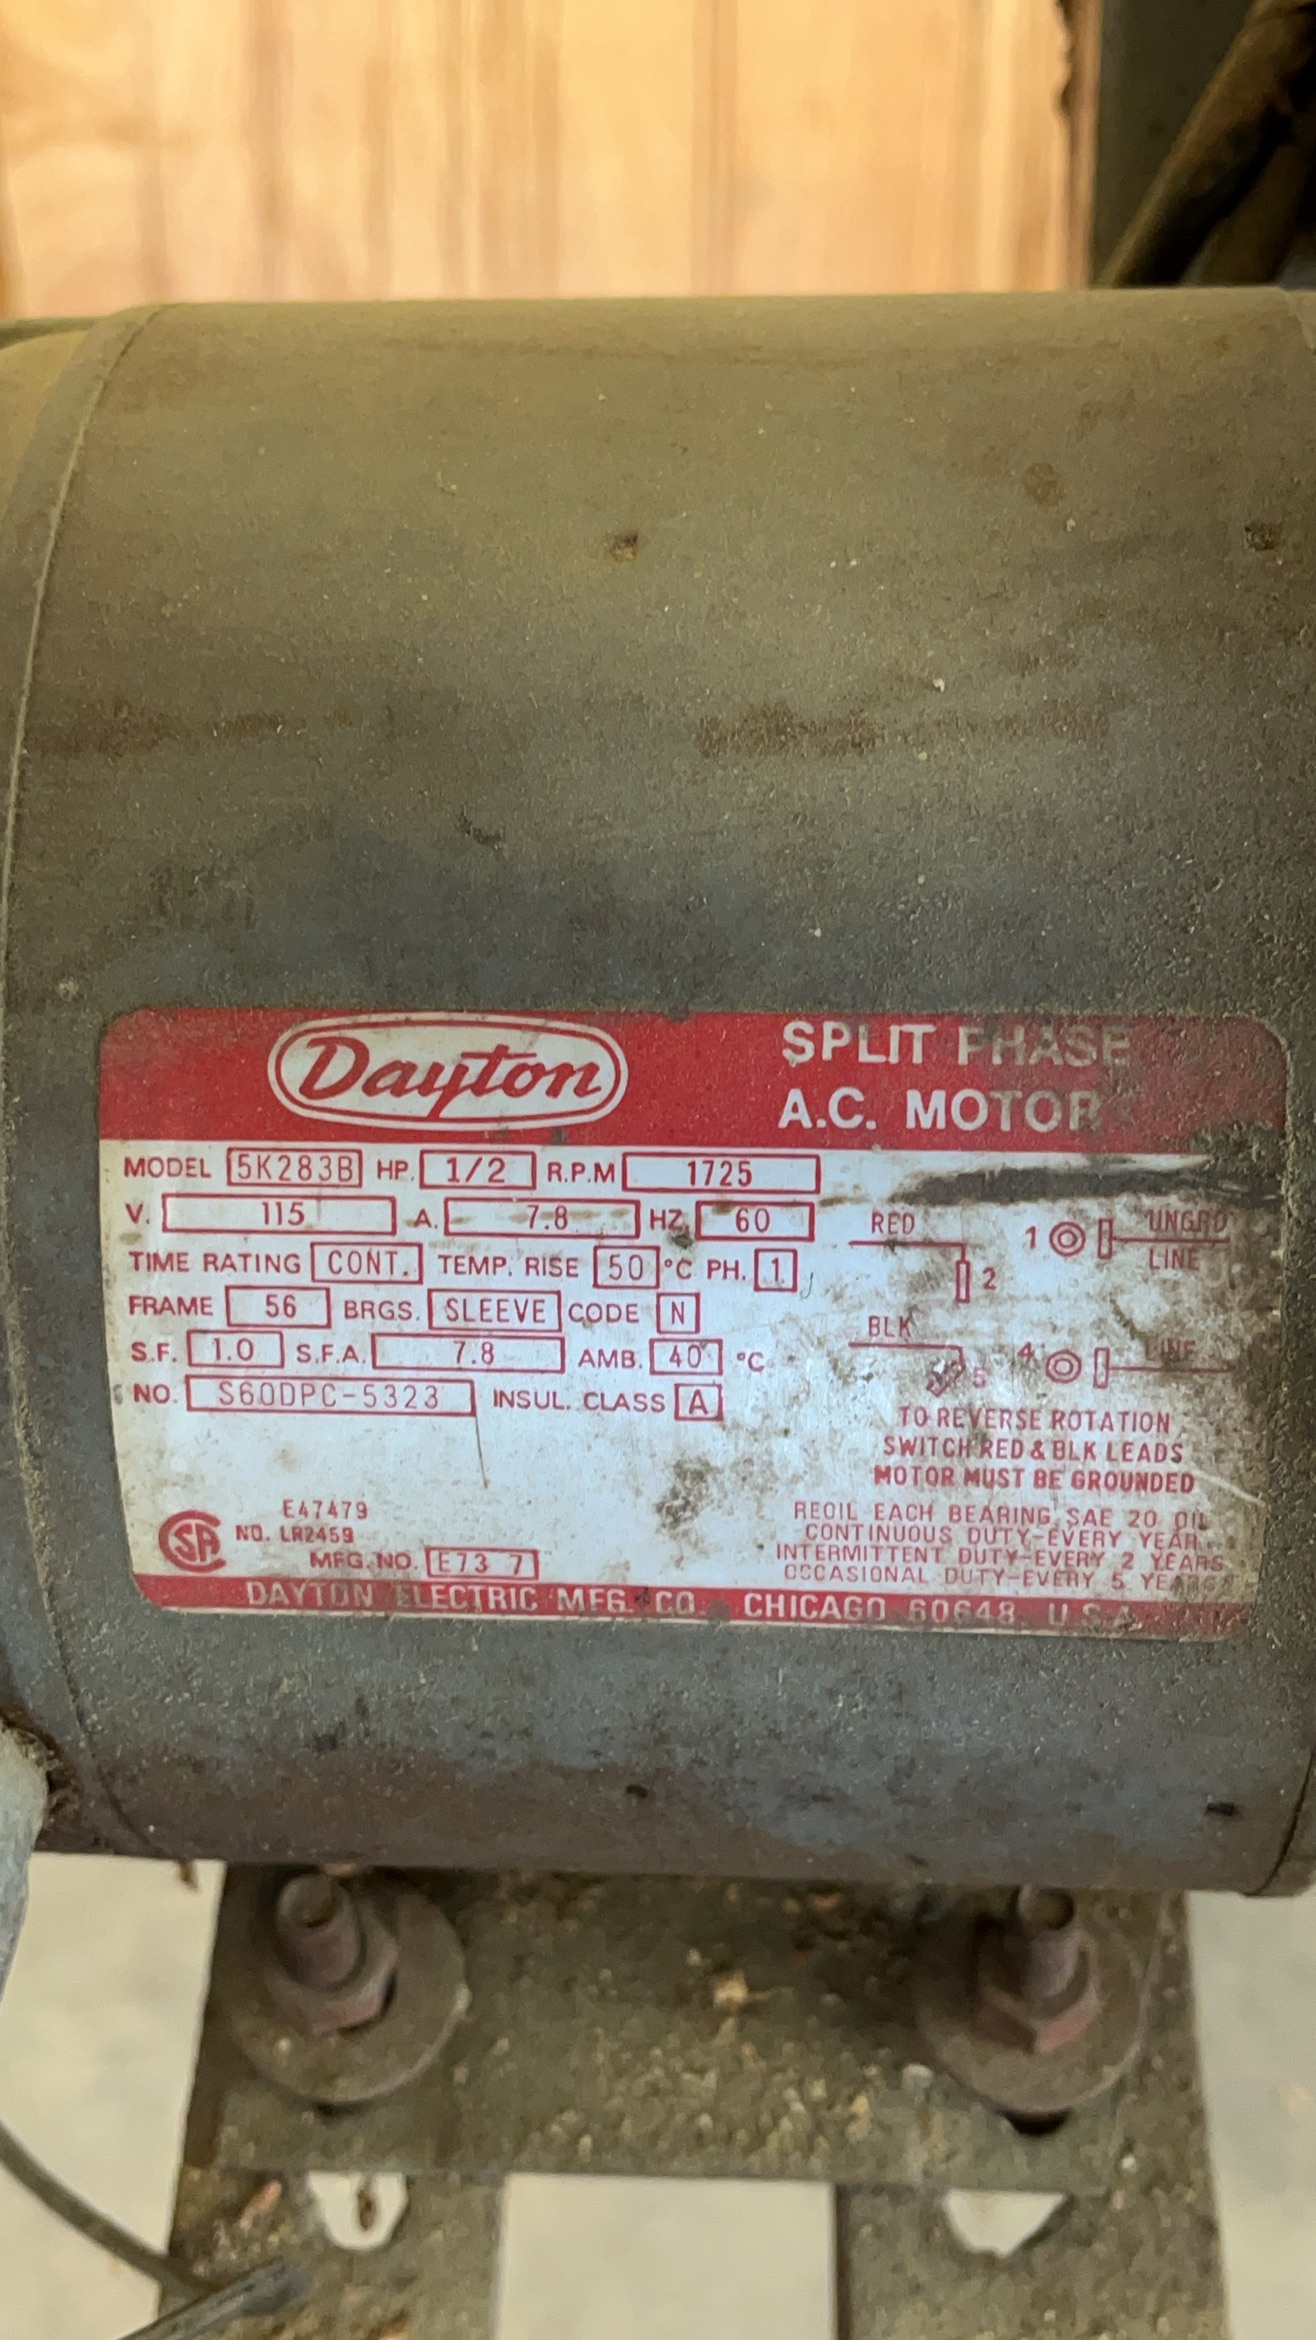 Dayton
SPLIT PHASE
A.C. MOTOR
MODEL 5K283B HP. 1/2 R.P.M 1725
V. 115 A. 7.8 HZ. 60
TIME RATING CONT. TEMP. RISE 50 °C PH. 1
FRAME 56 BRGS. SLEEVE CODE N
S.F. 1.0 S.F.A. 7.8 AMB. 40 °C
NO. S60DPC-5323 INSUL. CLASS A
E47479
SA NO. LR2459
MFG. NO. E73 7
RED 1 UNGRD
LINE
2
BLK 4 LINE
5
TO REVERSE ROTATION
SWITCH RED & BLK LEADS
MOTOR MUST BE GROUNDED
REOIL EACH BEARING, SAE 20 OIL
CONTINUOUS DUTY-EVERY YEAR
INTERMITTENT DUTY-EVERY 2 YEARS
OCCASIONAL DUTY-EVERY 5 YEARS
DAYTON ELECTRIC MFG. CO. CHICAGO 60648 U.S.A.